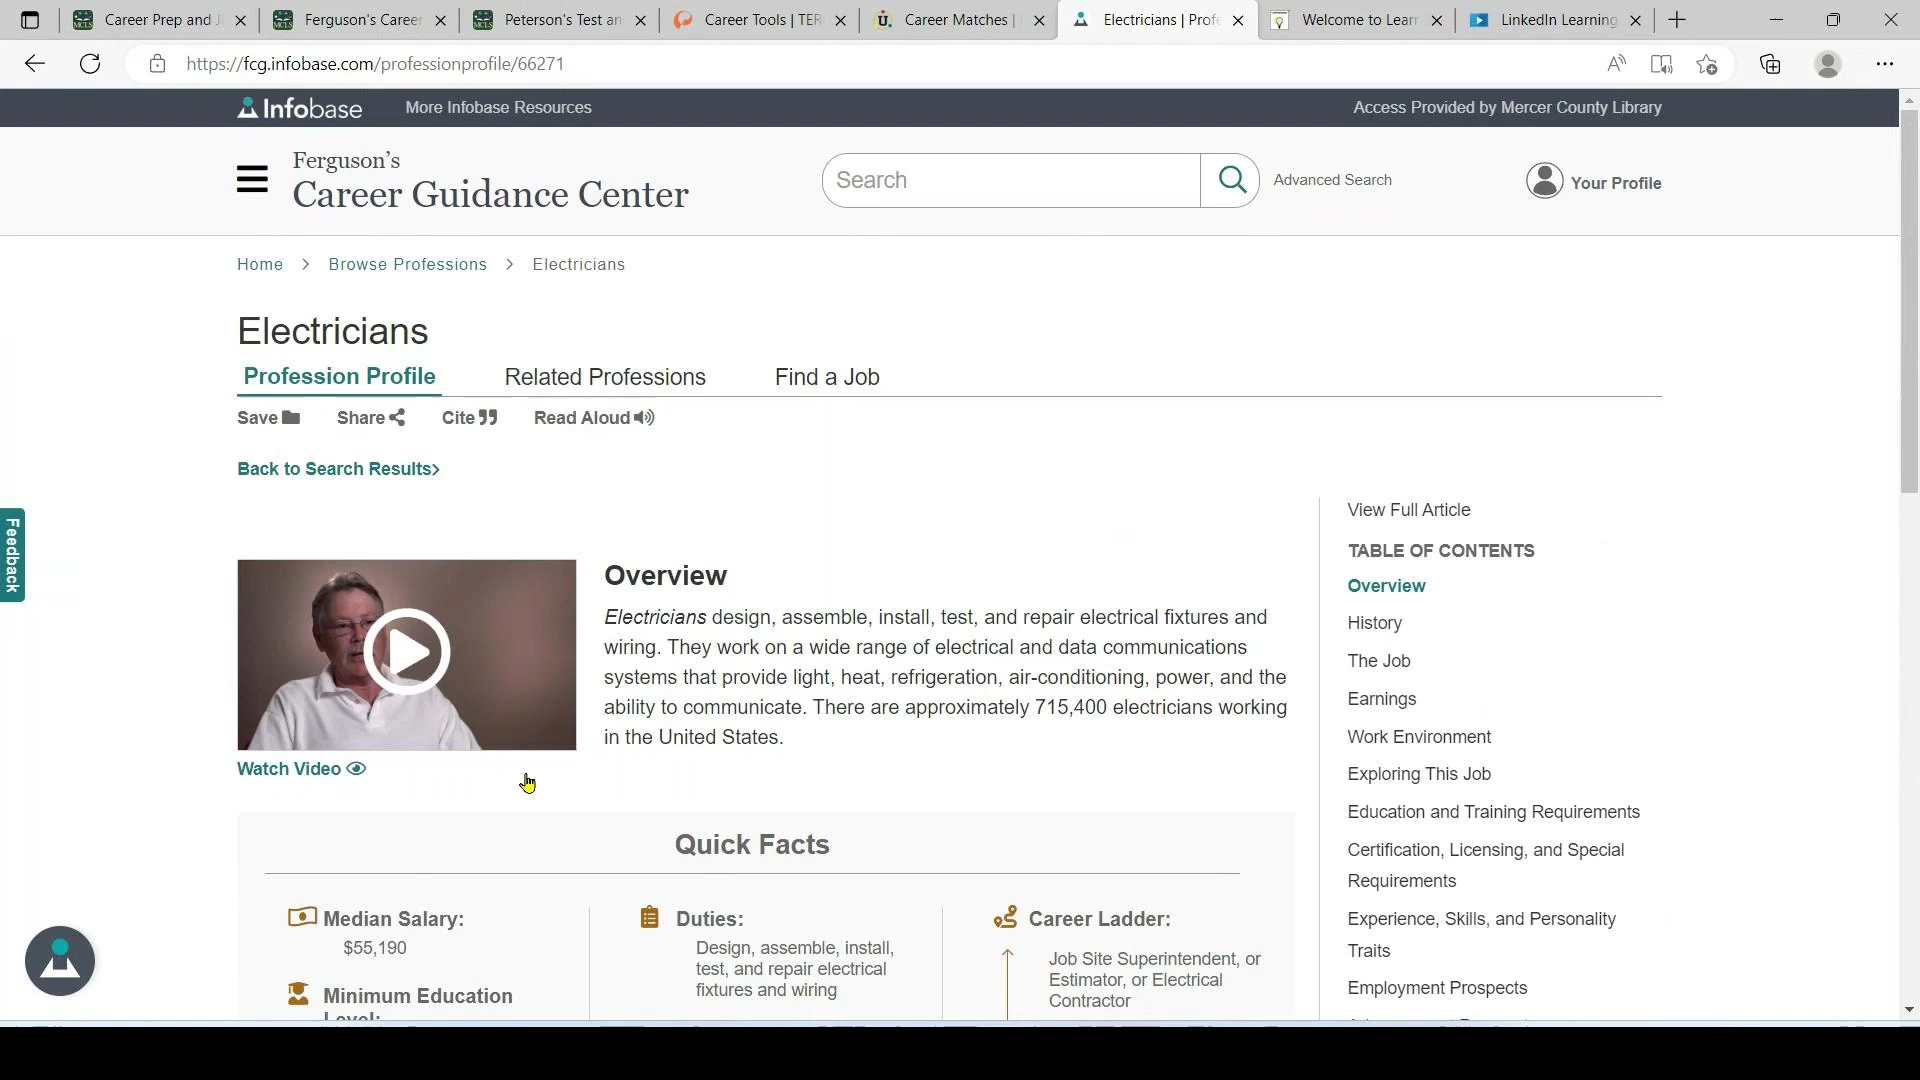 Career Prep and J
Ferguson's Career
Peterson's Test an
Career Tools | TER
Career Matches |
Electricians | Profe
Welcome to Lear
LinkedIn Learning
https://fcg.infobase.com/professionprofile/66271
Infobase
More Infobase Resources
Access Provided by Mercer County Library
Ferguson's
Career Guidance Center
Search
Advanced Search
Your Profile
Home > Browse Professions > Electricians
Electricians
Profession Profile
Related Professions
Find a Job
Save
Share
Cite
Read Aloud
Back to Search Results>
Feedback
Watch Video
Overview
Electricians design, assemble, install, test, and repair electrical fixtures and
wiring. They work on a wide range of electrical and data communications
systems that provide light, heat, refrigeration, air-conditioning, power, and the
ability to communicate. There are approximately 715,400 electricians working
in the United States.
Quick Facts
Median Salary:
$55,190
Minimum Education
Level:
Duties:
Design, assemble, install,
test, and repair electrical
fixtures and wiring
Career Ladder:
Job Site Superintendent, or
Estimator, or Electrical
Contractor
View Full Article
TABLE OF CONTENTS
Overview
History
The Job
Earnings
Work Environment
Exploring This Job
Education and Training Requirements
Certification, Licensing, and Special
Requirements
Experience, Skills, and Personality
Traits
Employment Prospects